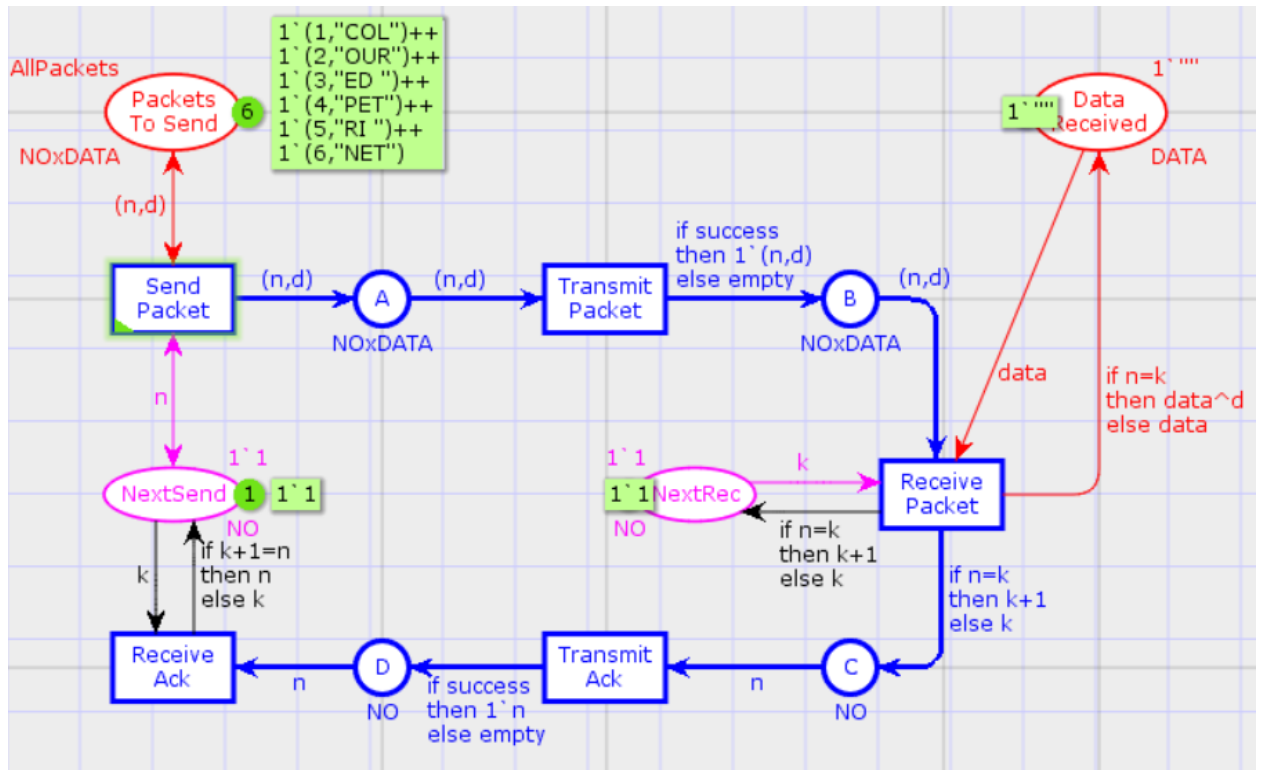 1`(1,"COL")++
1`(2,"OUR")++
1`(3,"ED ")++
1`(4,"PET")++
1`(5,"RI ")++
1`(6,"NET")
AllPackets
Packets
To Send
6
NOxDATA
1`""
1`""
Data
Received
DATA
(n,d)
if success
then 1`(n,d)
else empty
Send
Packet
(n,d)
A
(n,d)
Transmit
Packet
B
(n,d)
NOxDATA
NOxDATA
n
data
if n=k
then data^d
else data
1`1
NextSend
1
1`1
NO
1`1
1`1
NextRec
NO
k
Receive
Packet
if n=k
then k+1
else k
k
if k+1=n
then n
else k
if n=k
then k+1
else k
Receive
Ack
n
D
NO
if success
then 1`n
else empty
Transmit
Ack
n
C
NO